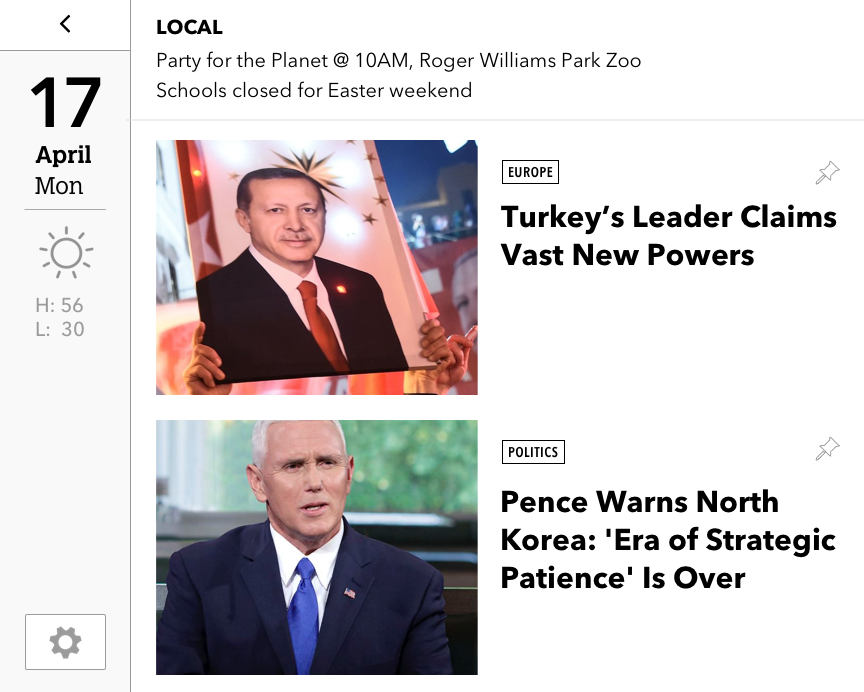 17
April
Mon
H: 56
L: 30
LOCAL
Party for the Planet @ 10AM, Roger Williams Park Zoo
Schools closed for Easter weekend
EUROPE
Turkey’s Leader Claims
Vast New Powers
POLITICS
Pence Warns North
Korea: 'Era of Strategic
Patience' Is Over